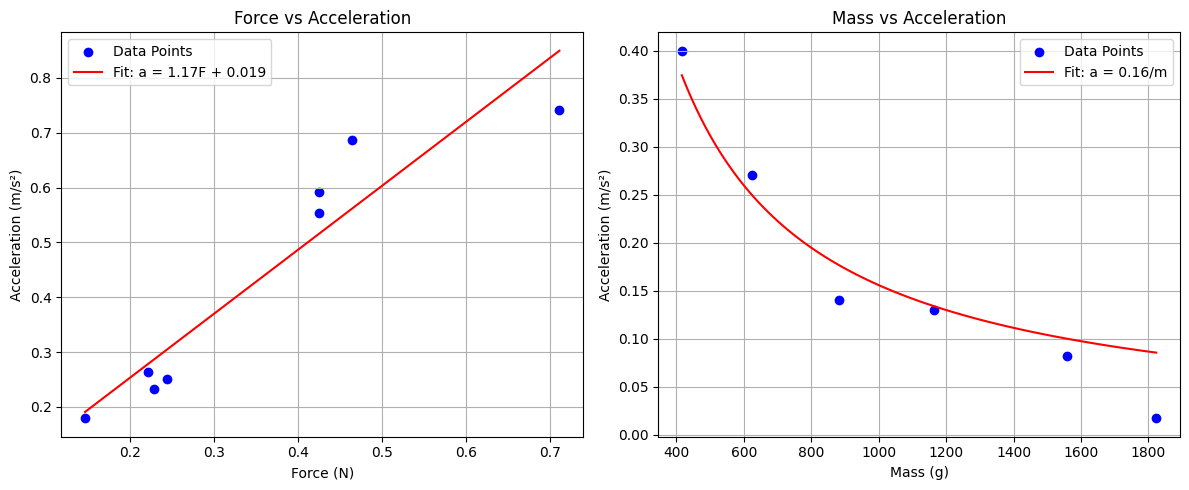 Force vs Acceleration
Data Points
Fit: a = 1.17F + 0.019
Acceleration (m/s²)
0.8
0.7
0.6
0.5
0.4
0.3
0.2
0.2 0.3 0.4 0.5 0.6 0.7
Force (N)
Mass vs Acceleration
Data Points
Fit: a = 0.16/m
Acceleration (m/s²)
0.40
0.35
0.30
0.25
0.20
0.15
0.10
0.05
0.00
400 600 800 1000 1200 1400 1600 1800
Mass (g)